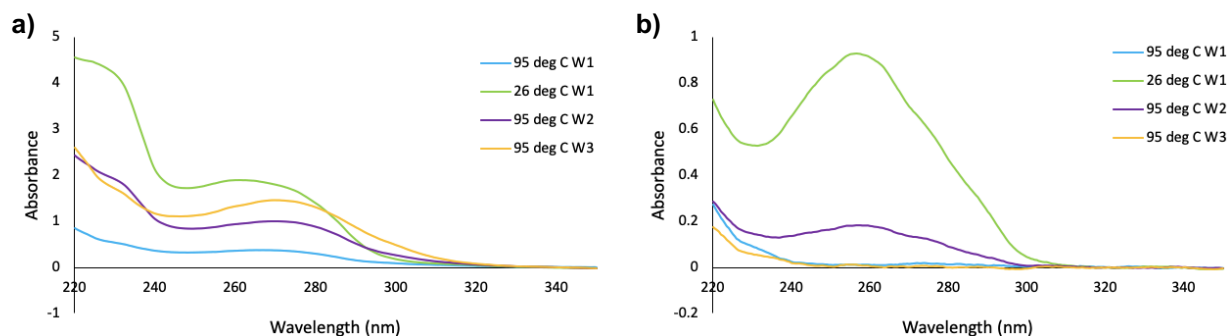 a)
5
4
3
2
1
0
-1
220
240
260
280
300
320
340
Absorbance
Wavelength (nm)
95 deg C W1
26 deg C W1
95 deg C W2
95 deg C W3
b)
1
0.8
0.6
0.4
0.2
0
-0.2
220
240
260
280
300
320
340
Absorbance
Wavelength (nm)
95 deg C W1
26 deg C W1
95 deg C W2
95 deg C W3